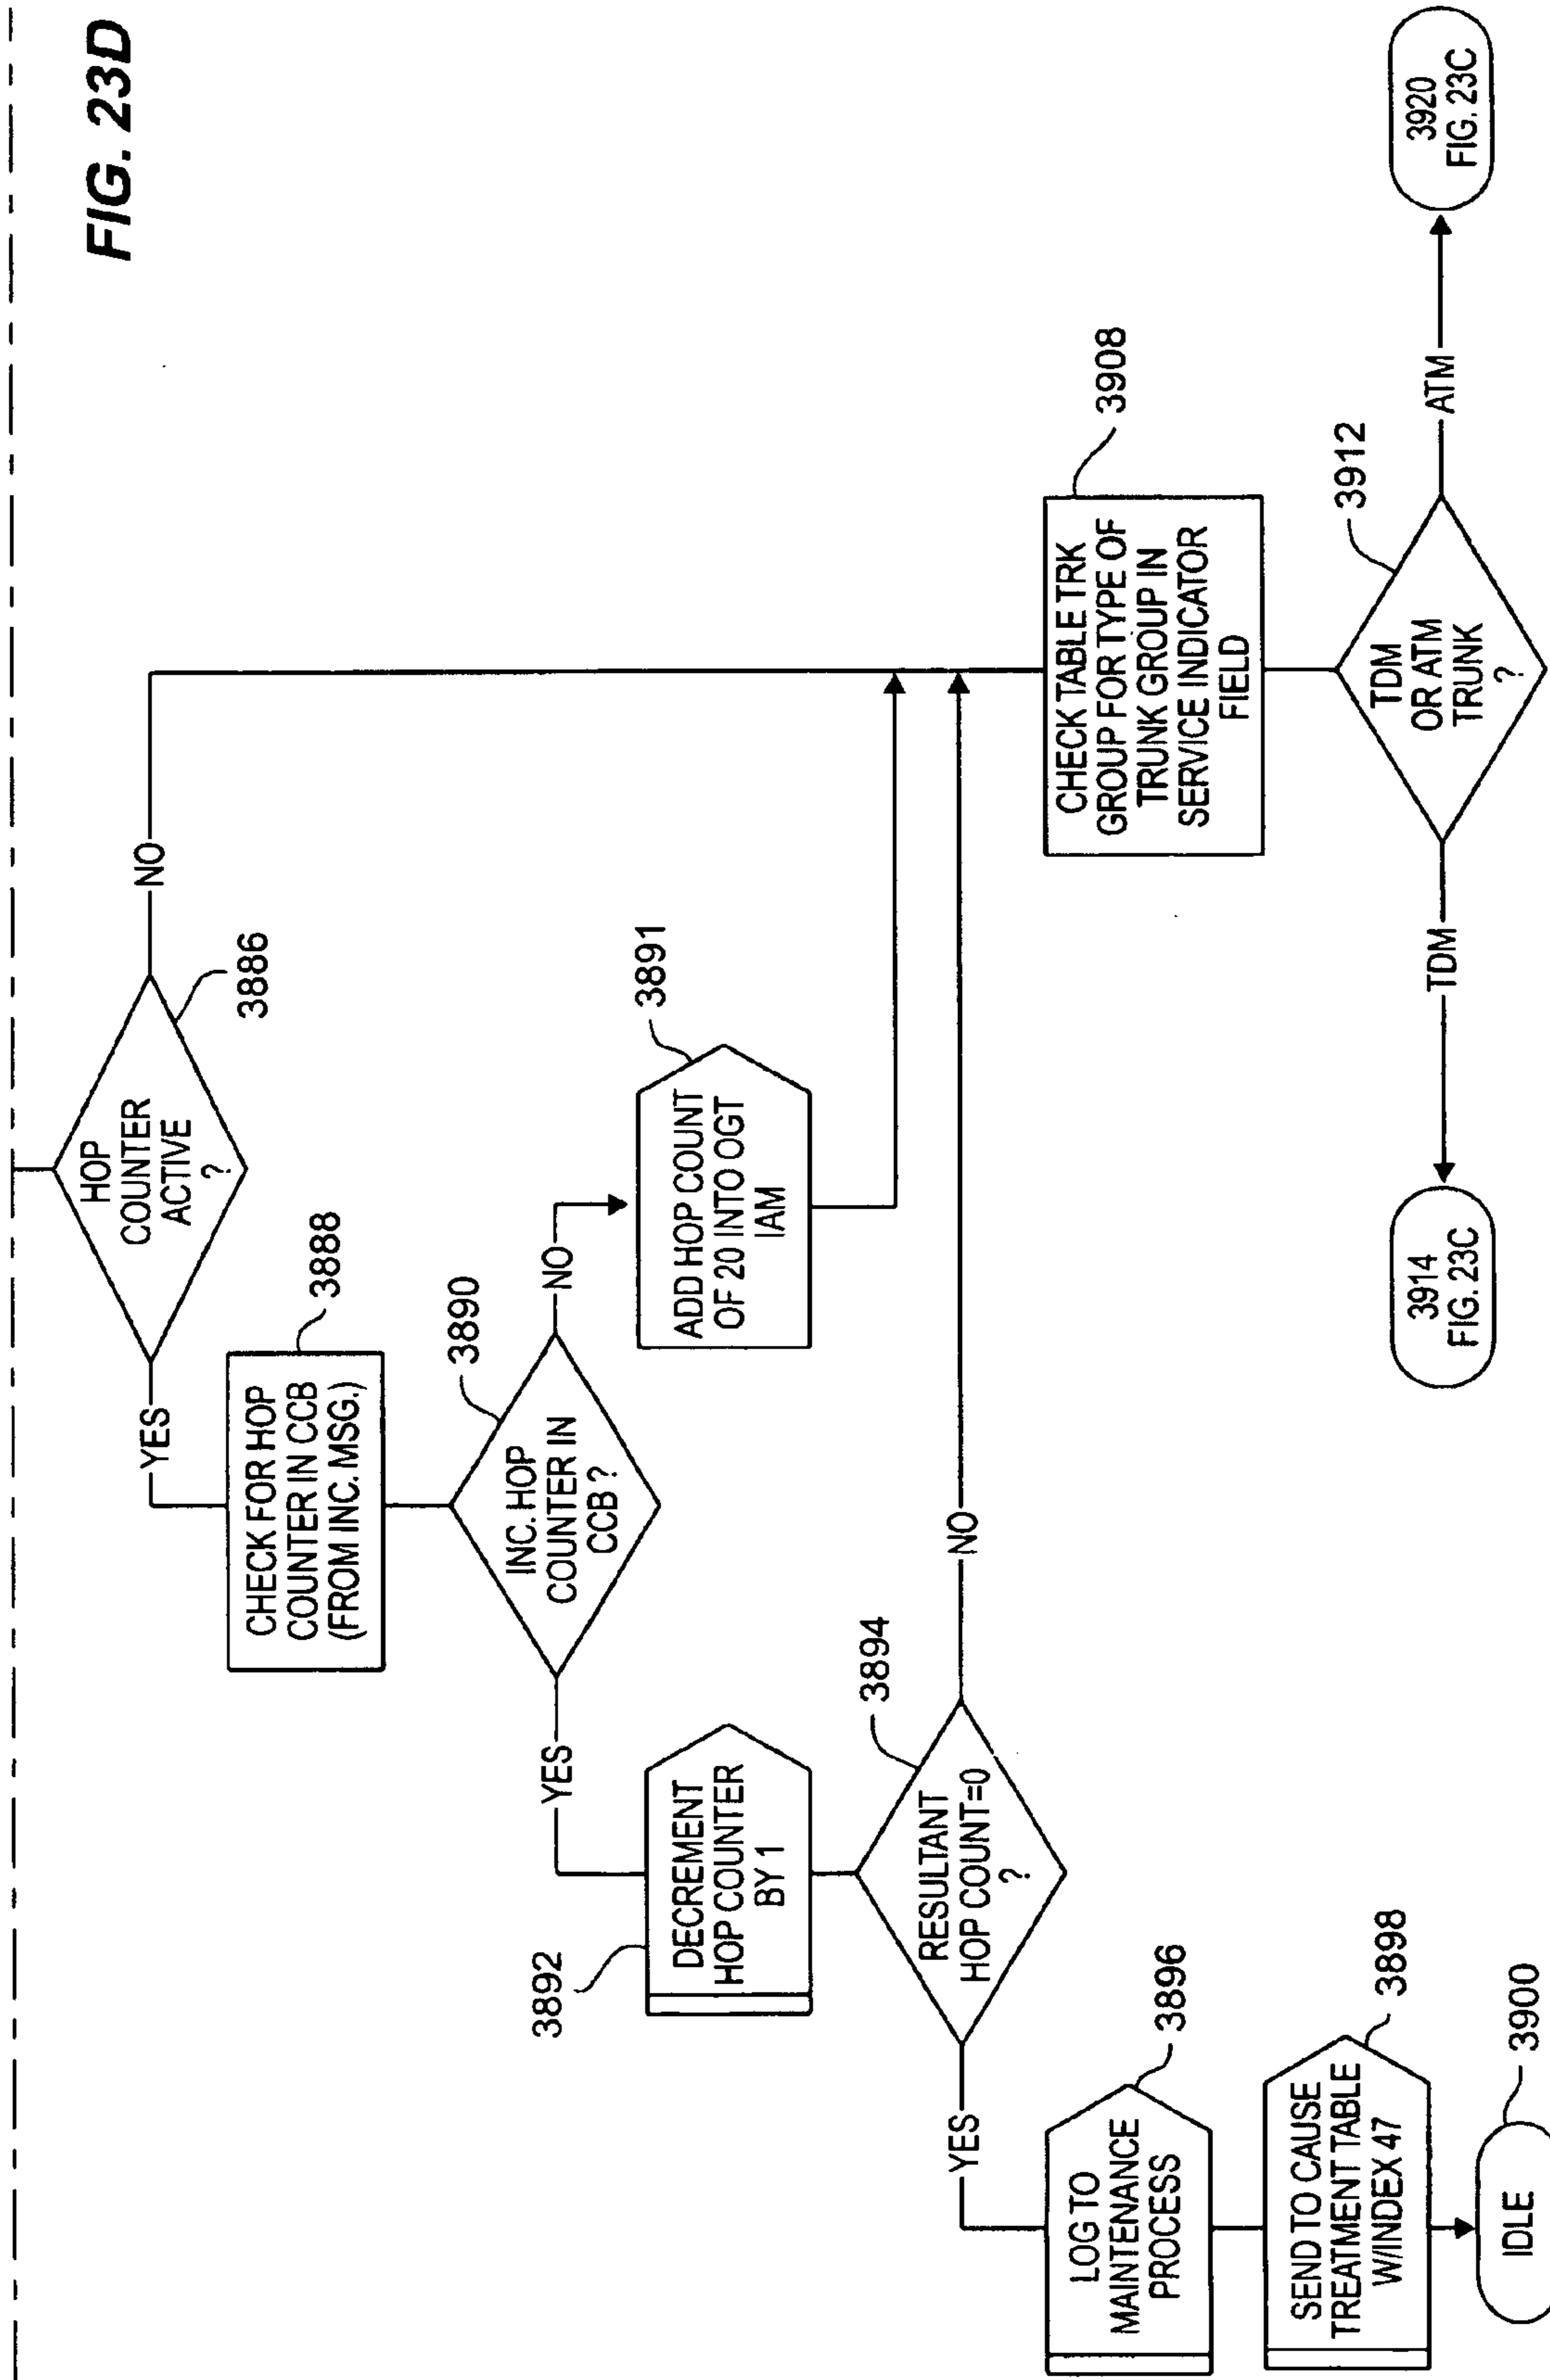 FIG. 23D
HOP
COUNTER
ACTIVE
?
3886
YES
NO
CHECK FOR HOP
COUNTER IN CCB
(FROM INC. MSG.)
3888
INC. HOP
COUNTER IN
CCB ?
3890
YES
NO
DECREMENT
HOP COUNTER
BY 1
3892
ADD HOP COUNT
OF 20 INTO OGT
IAM
3891
RESULTANT
HOP COUNT=0
?
3894
YES
NO
LOG TO
MAINTENANCE
PROCESS
3896
SEND TO CAUSE
TREATMENT TABLE
W/INDEX 47
3898
IDLE
3900
CHECK TABLE TRK
GROUP FOR TYPE OF
TRUNK GROUP IN
SERVICE INDICATOR
FIELD
3908
TDM
OR ATM
TRUNK
?
3912
TDM
ATM
3914
FIG. 23C
3920
FIG. 23C